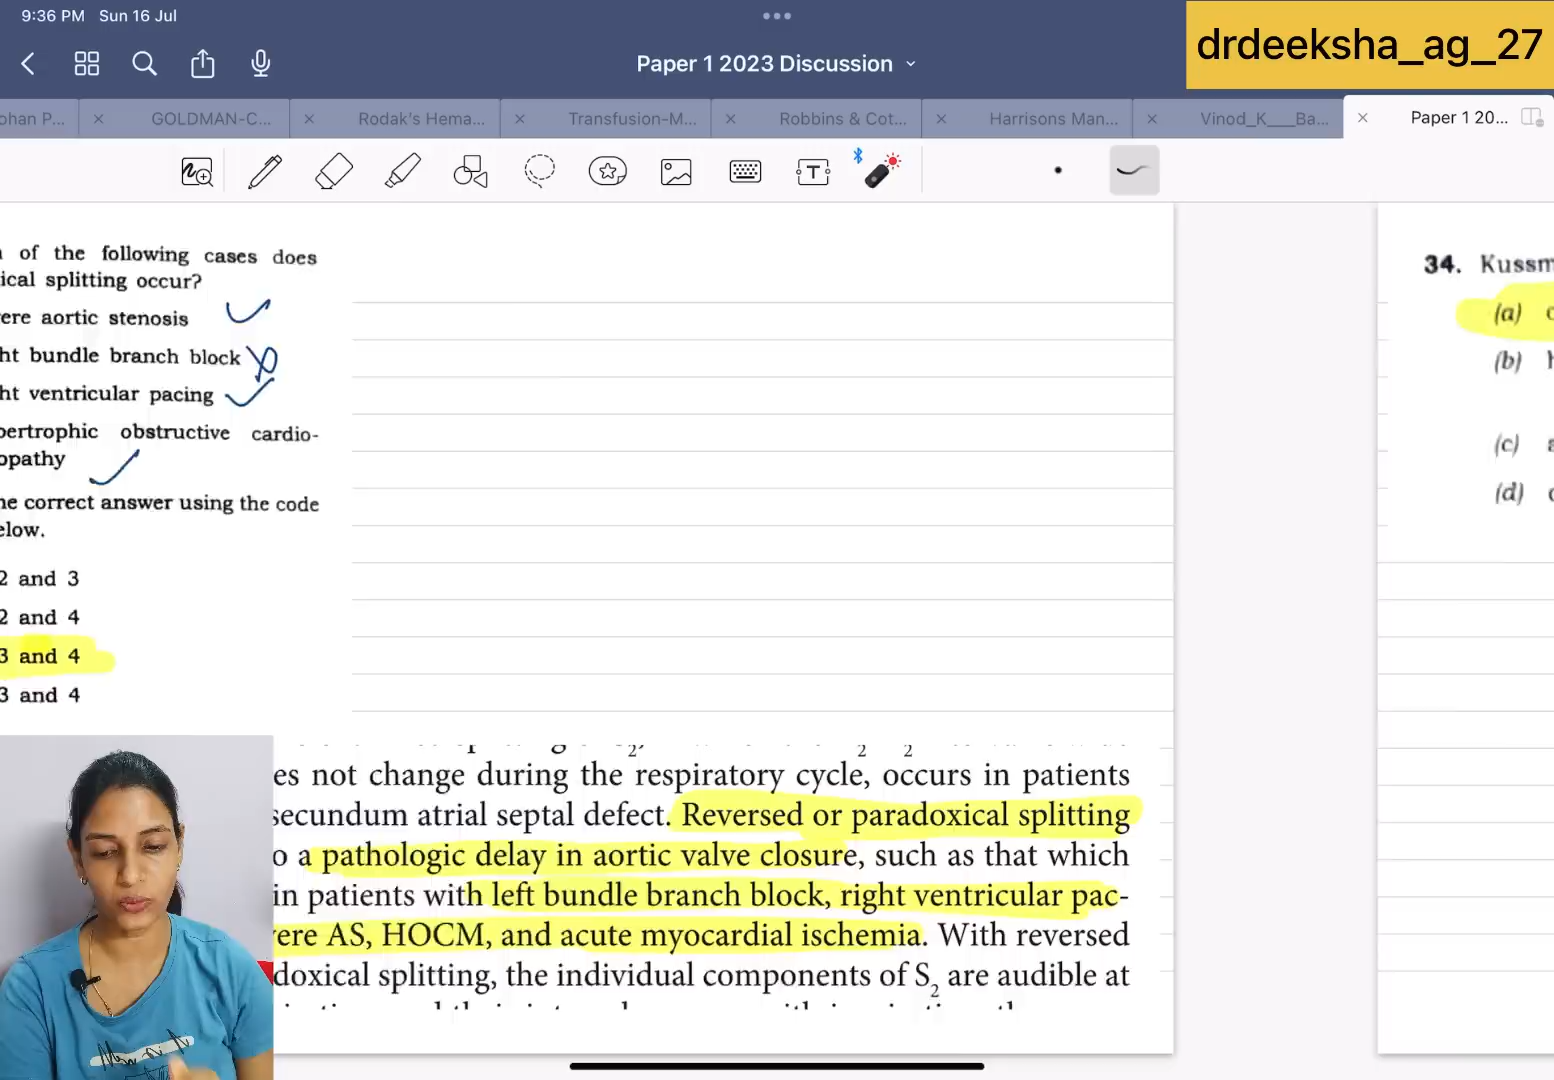 9:36 PM Sun 16 Jul
Paper 1 2023 Discussion
drdeeksha_ag_27
ohan P...
GOLDMAN-C...
Rodak's Hema...
Transfusion-M...
Robbins & Cot...
Harrisons Man...
Vinod_K___Ba...
Paper 1 20...
of the following cases does
ical splitting occur?
ere aortic stenosis
ht bundle branch block
ht ventricular pacing
pertrophic obstructive cardio-
opathy
he correct answer using the code
elow.
2 and 3
2 and 4
3 and 4
3 and 4
es not change during the respiratory cycle, occurs in patients
secundum atrial septal defect. Reversed or paradoxical splitting
o a pathologic delay in aortic valve closure, such as that which
in patients with left bundle branch block, right ventricular pac-
ere AS, HOCM, and acute myocardial ischemia. With reversed
doxical splitting, the individual components of S2 are audible at
34. Kussm
(a)
(b)
(c)
(d)